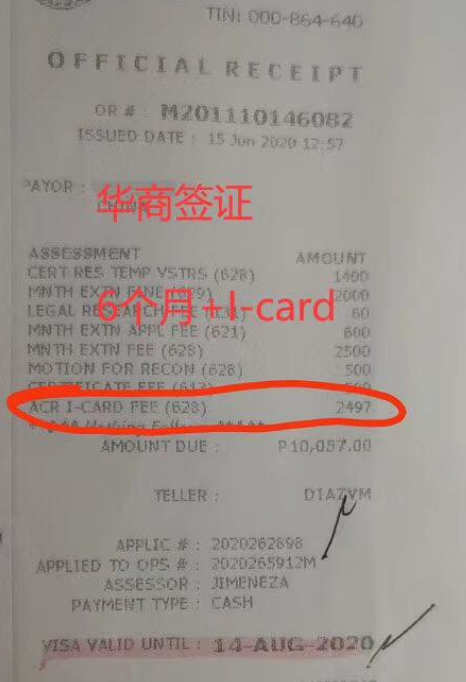 TIN: 000-864-640
OFFICIAL RECEIPT
OR # : M201110146082
ISSUED DATE : 15 Jun 2020 12:57
PAYOR :
华商签证
ASSESSMENT AMOUNT
CERT RES TEMP VSTRS (628) 1400
MNTH EXTN FINE 2000
6个月+I-card
LEGAL RESEARCH 60
MNTH EXTN APPL FEE (621) 600
MNTH EXTN FEE (628) 2500
MOTION FOR RECON (628) 500
CERTIFICATE FEE
ACR I-CARD FEE (628) 2497
AMOUNT DUE : P10,057.00
TELLER : DIAZVM
APPLIC # : 2020262898
APPLIED TO OPS # : 2020265912M
ASSESSOR : JIMENEZA
PAYMENT TYPE : CASH
VISA VALID UNTIL : 14-AUG-2020